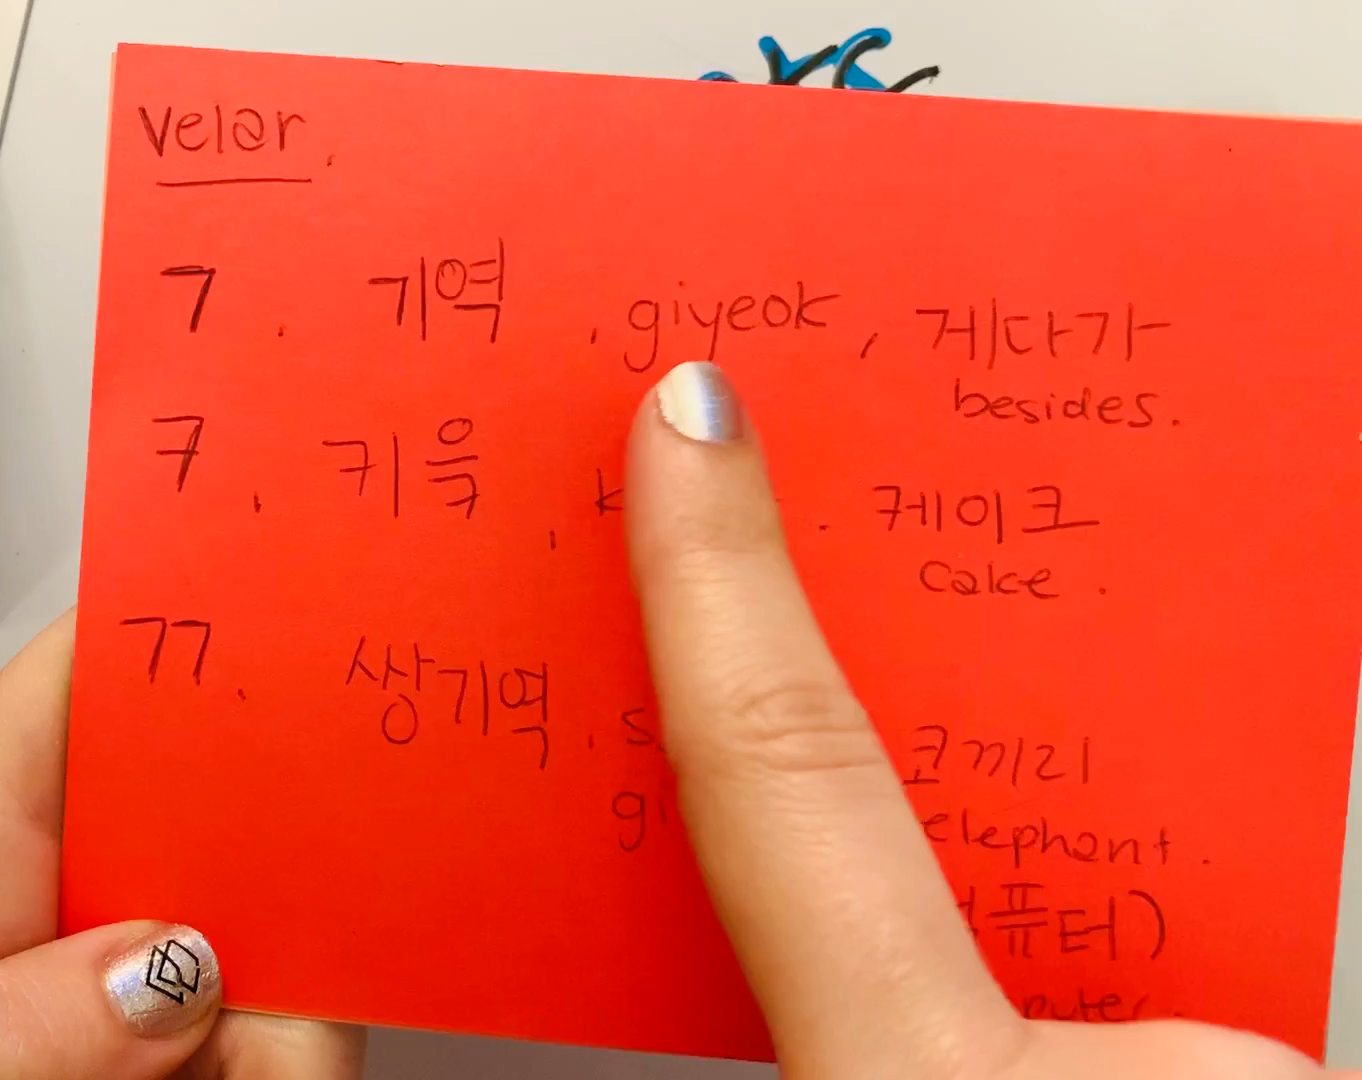 velar.
ㄱ. 기역, giyeok, 게다가
besides.
ㅋ, 키읔, 케이크
cake.
ㄲ. 쌍기역, 코끼리
elephant.
퓨터)